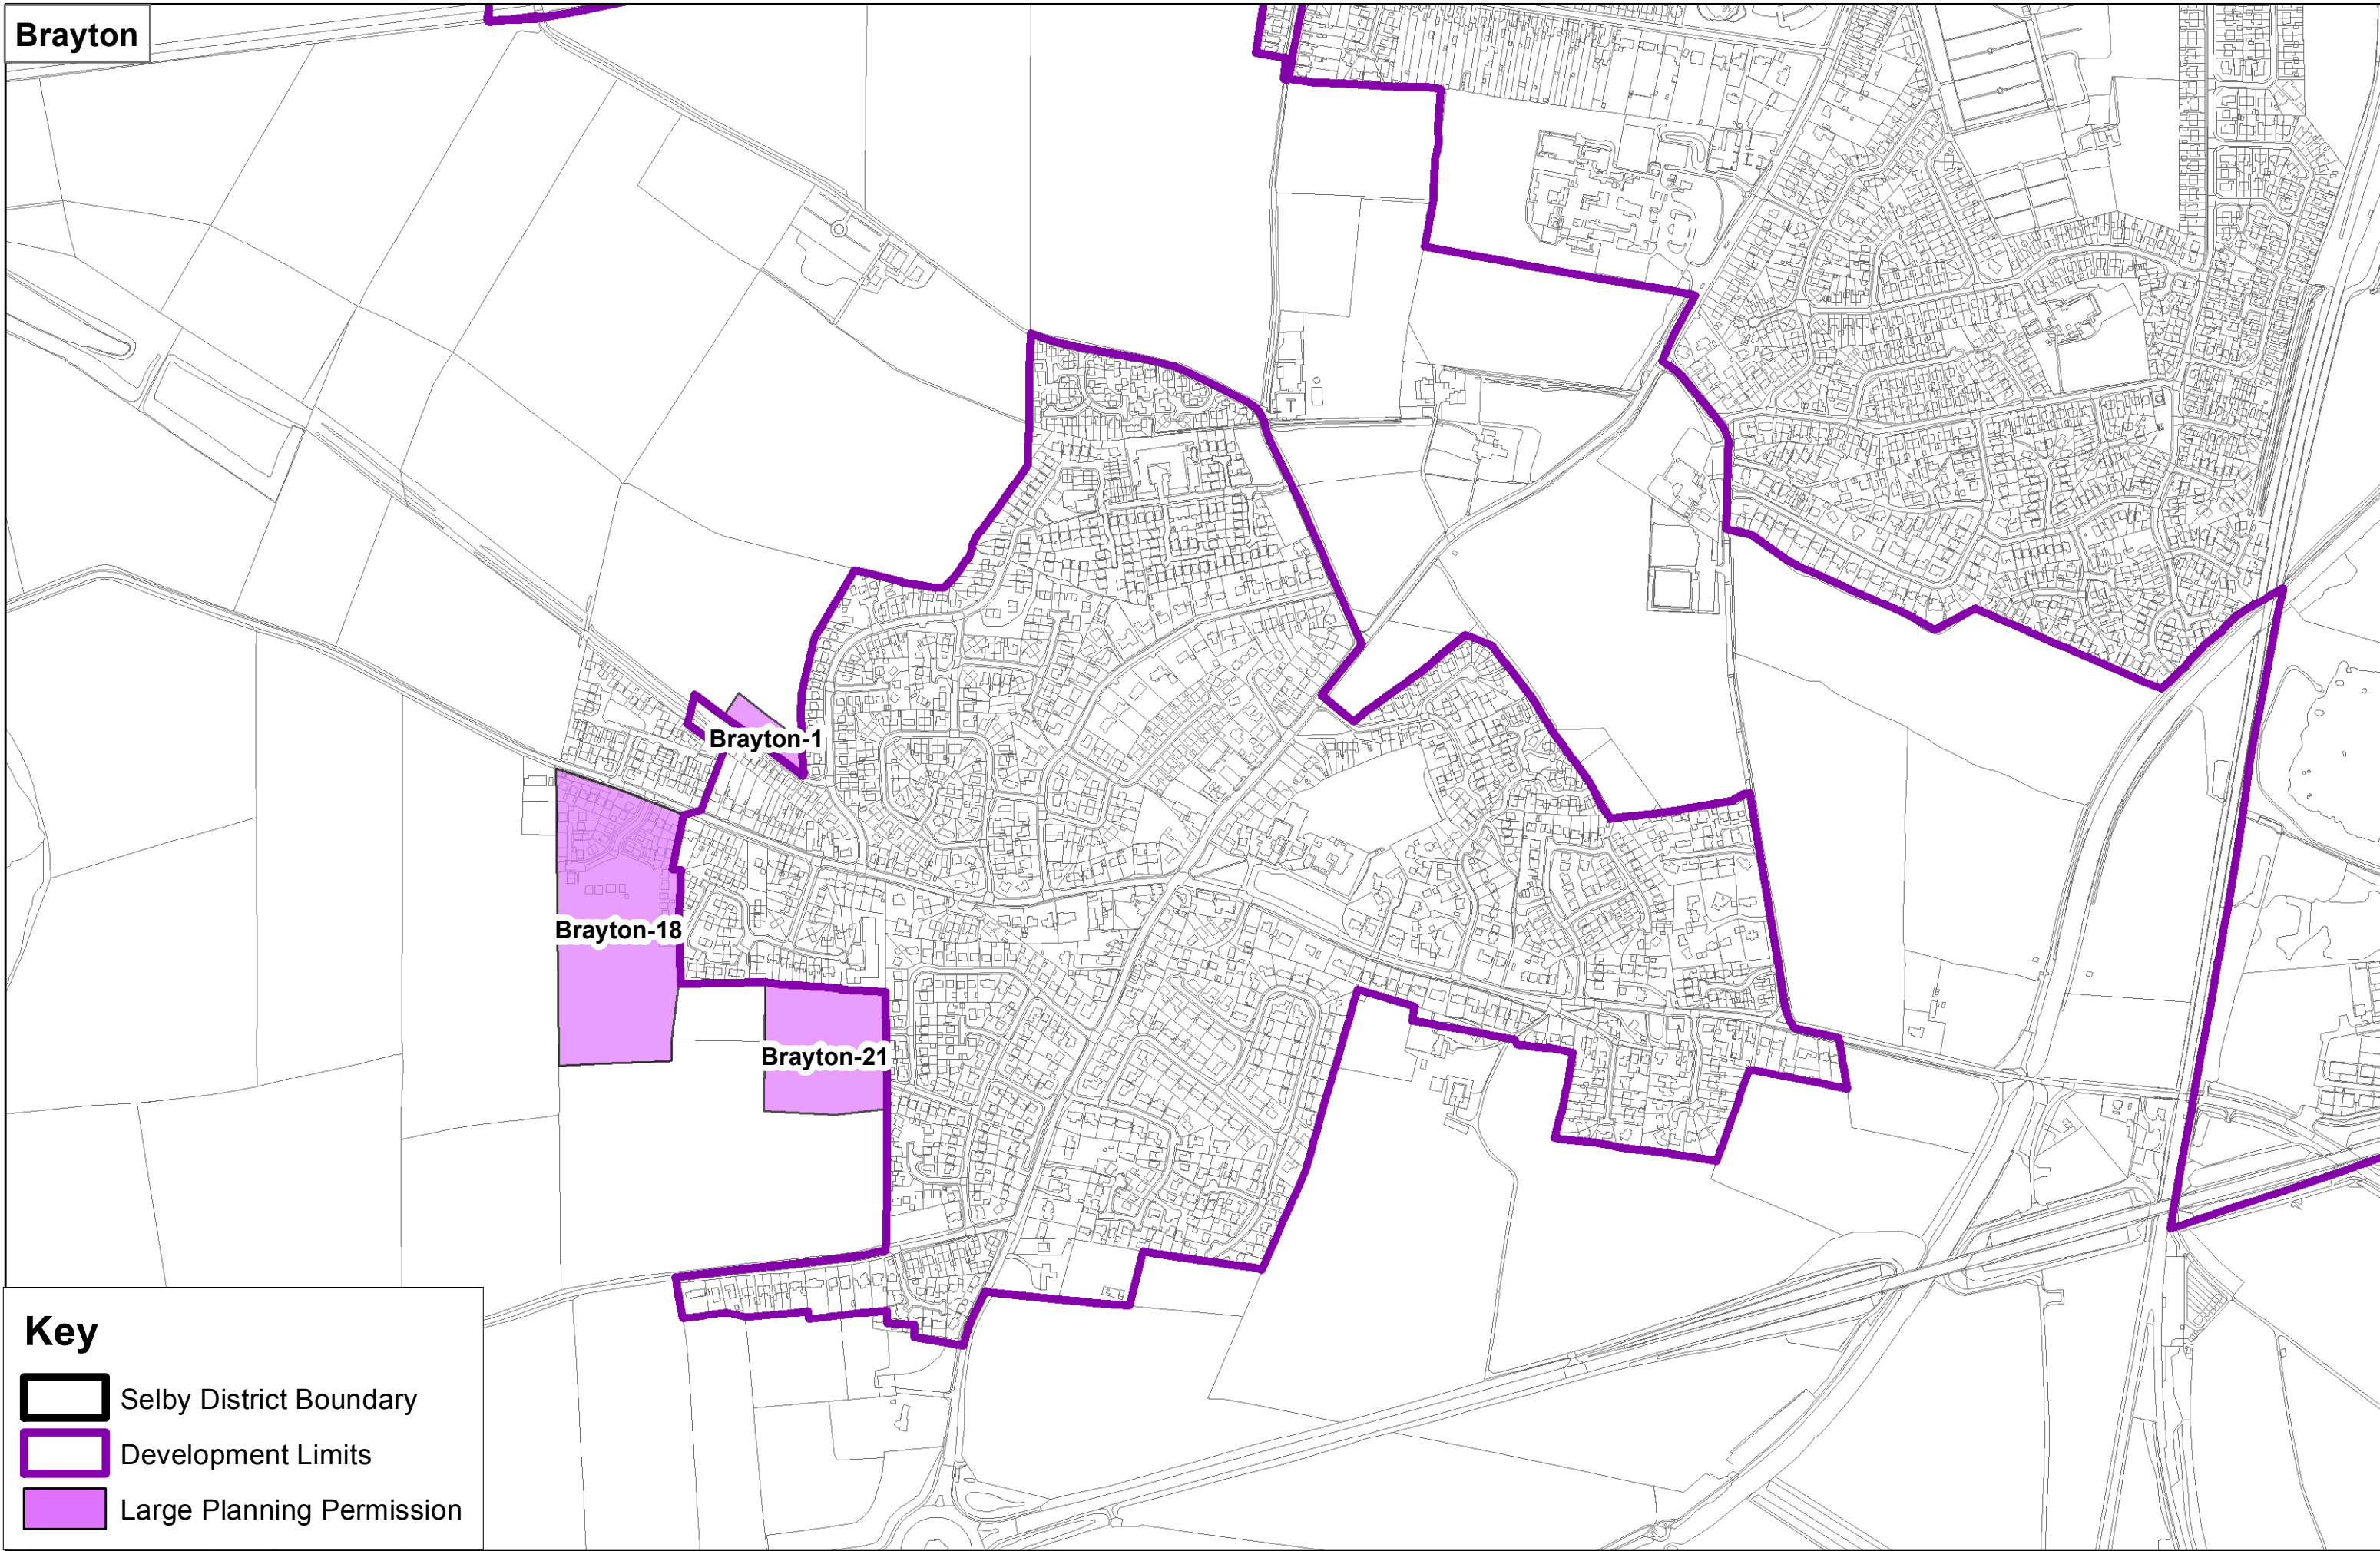 Brayton
Brayton-1
Brayton-18
Brayton-21
Key
Selby District Boundary
Development Limits
Large Planning Permission